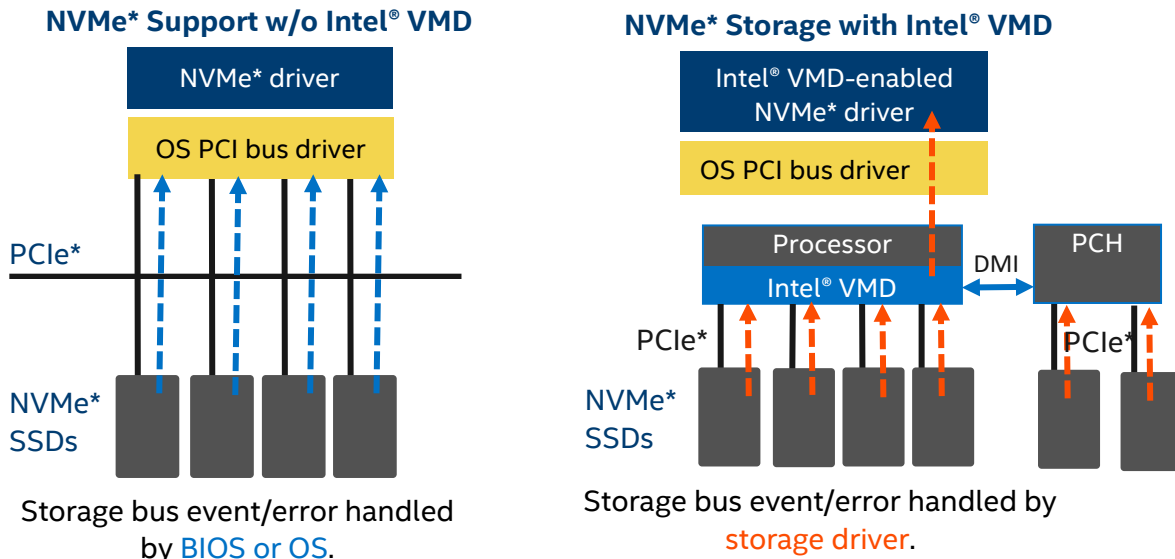 NVMe* Support w/o Intel® VMD
NVMe* driver
OS PCI bus driver
PCIe*
NVMe*
SSDs
Storage bus event/error handled
by BIOS or OS.
NVMe* Storage with Intel® VMD
Intel® VMD-enabled
NVMe* driver
OS PCI bus driver
Processor
Intel® VMD
DMI
PCH
PCIe*
PCIe*
NVMe*
SSDs
Storage bus event/error handled by
storage driver.